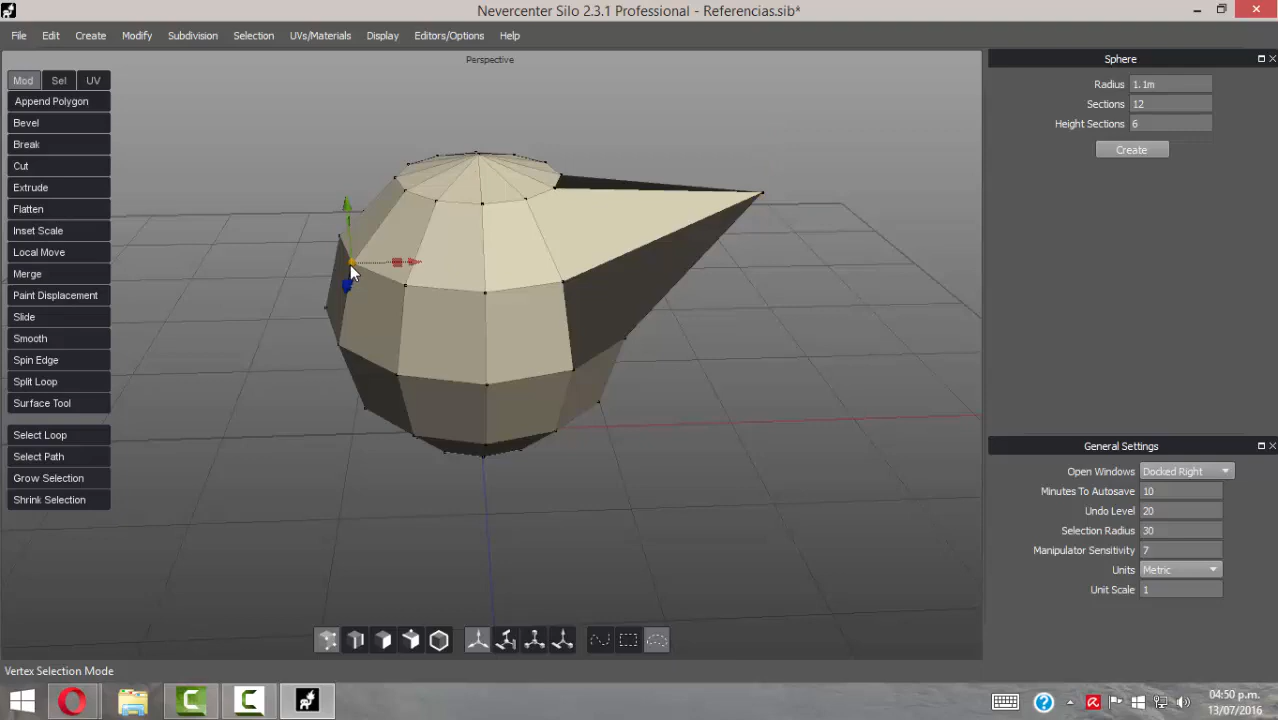 Nevercenter Silo 2.3.1 Professional - Referencias.sib*
File Edit Create Modify Subdivision Selection UVs/Materials Display Editors/Options Help
Perspective
Mod Sel UV
Append Polygon
Bevel
Break
Cut
Extrude
Flatten
Inset Scale
Local Move
Merge
Paint Displacement
Slide
Smooth
Spin Edge
Split Loop
Surface Tool
Select Loop
Select Path
Grow Selection
Shrink Selection
Sphere
Radius 1.1m
Sections 12
Height Sections 6
Create
General Settings
Open Windows Docked Right
Minutes To Autosave 10
Undo Level 20
Selection Radius 30
Manipulator Sensitivity 7
Units Metric
Unit Scale 1
Vertex Selection Mode
04:50 p.m.
13/07/2016